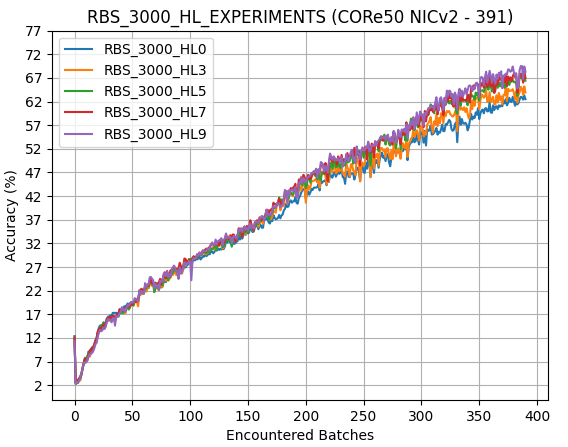 RBS_3000_HL_EXPERIMENTS (CORe50 NICv2 - 391)
77
72
67
62
57
52
47
42
37
32
27
22
17
12
7
2
Accuracy (%)
RBS_3000_HL0
RBS_3000_HL3
RBS_3000_HL5
RBS_3000_HL7
RBS_3000_HL9
0 50 100 150 200 250 300 350 400
Encountered Batches